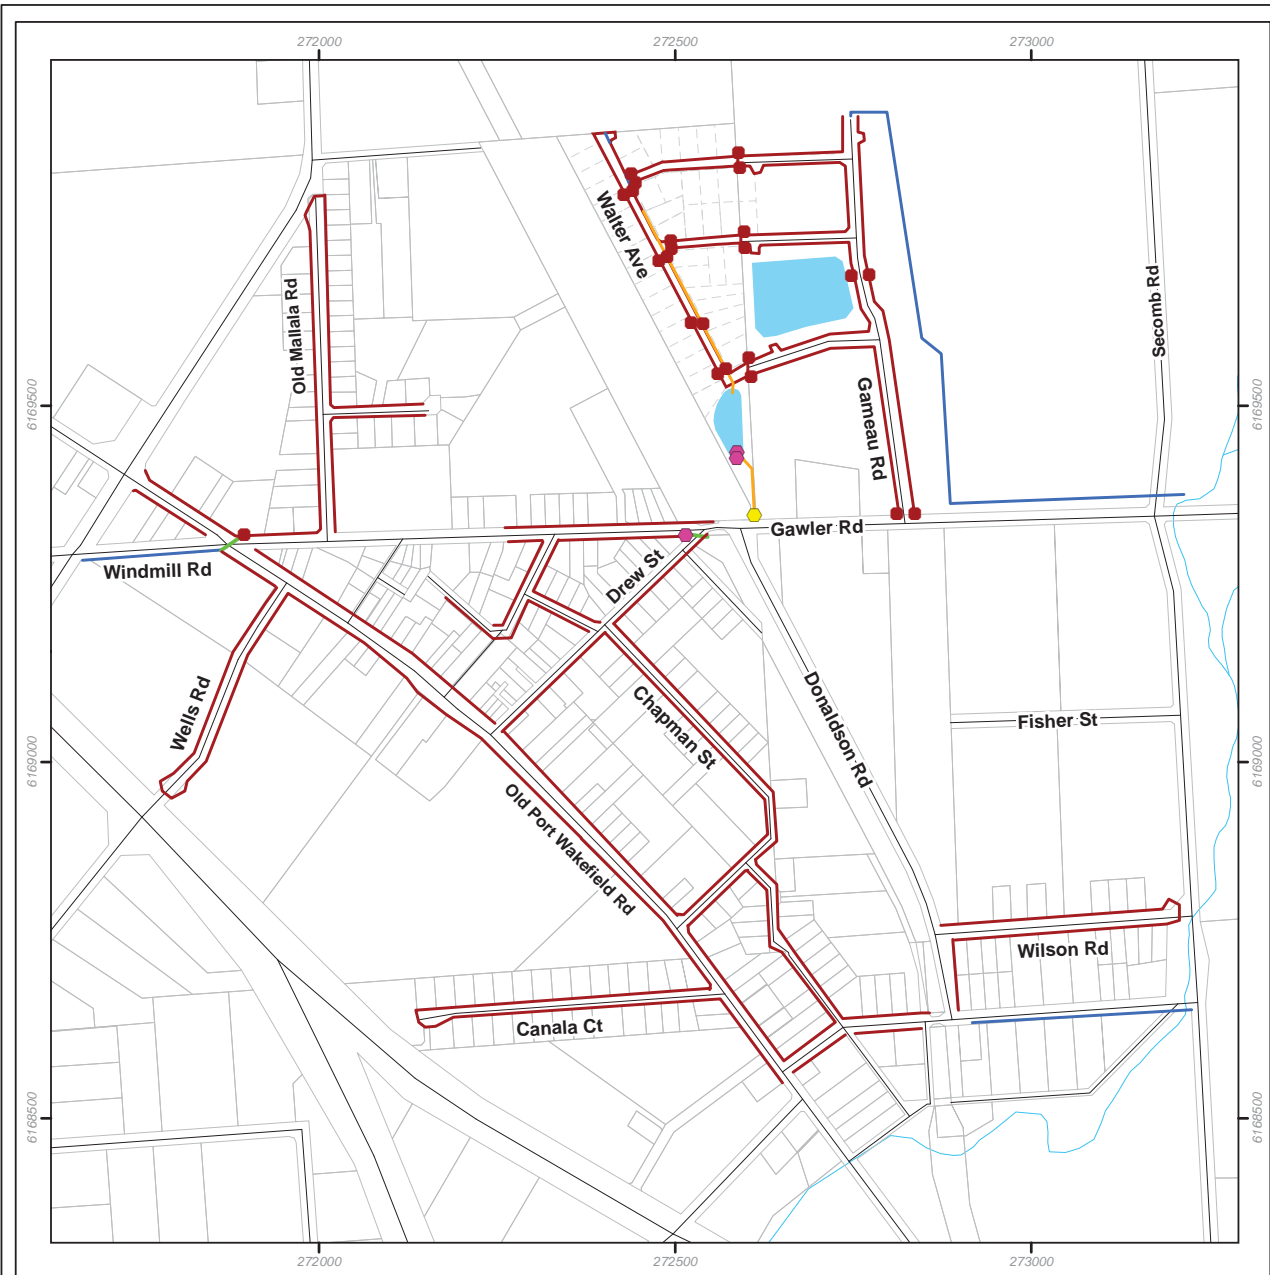 272000
272500
273000
Walter Ave
Secomb Rd
Old Mallala Rd
6169500
6169500
Gameau Rd
Gawler Rd
Windmill Rd
Drew St
Wells Rd
Chapman St
Donaldson Rd
Fisher St
6169000
6169000
Old Port Wakefield Rd
Wilson Rd
Canala Ct
6168500
6168500
272000
272500
273000